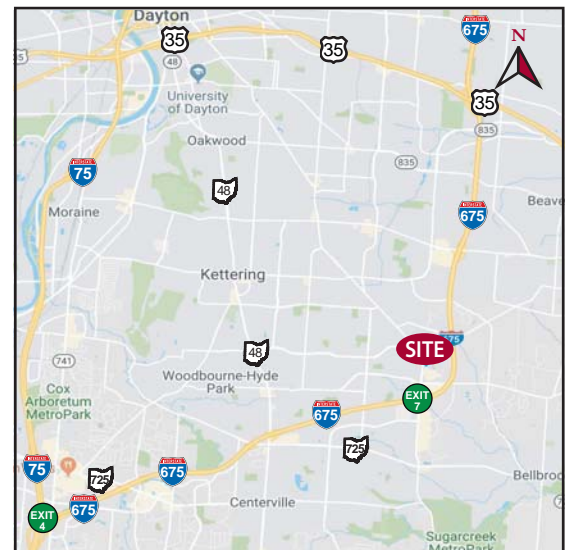 Dayton
35
675
N
35
35
48
35
University
of Dayton
835
Oakwood
835
75
48
675
Beave
Moraine
Kettering
SITE
675
48
741
Woodbourne-Hyde
Park
EXIT
7
Cox
Arboretum
MetroPark
675
725
75
725
675
Bellbroo
675
Centerville
EXIT
4
Sugarcreek
MetroPark